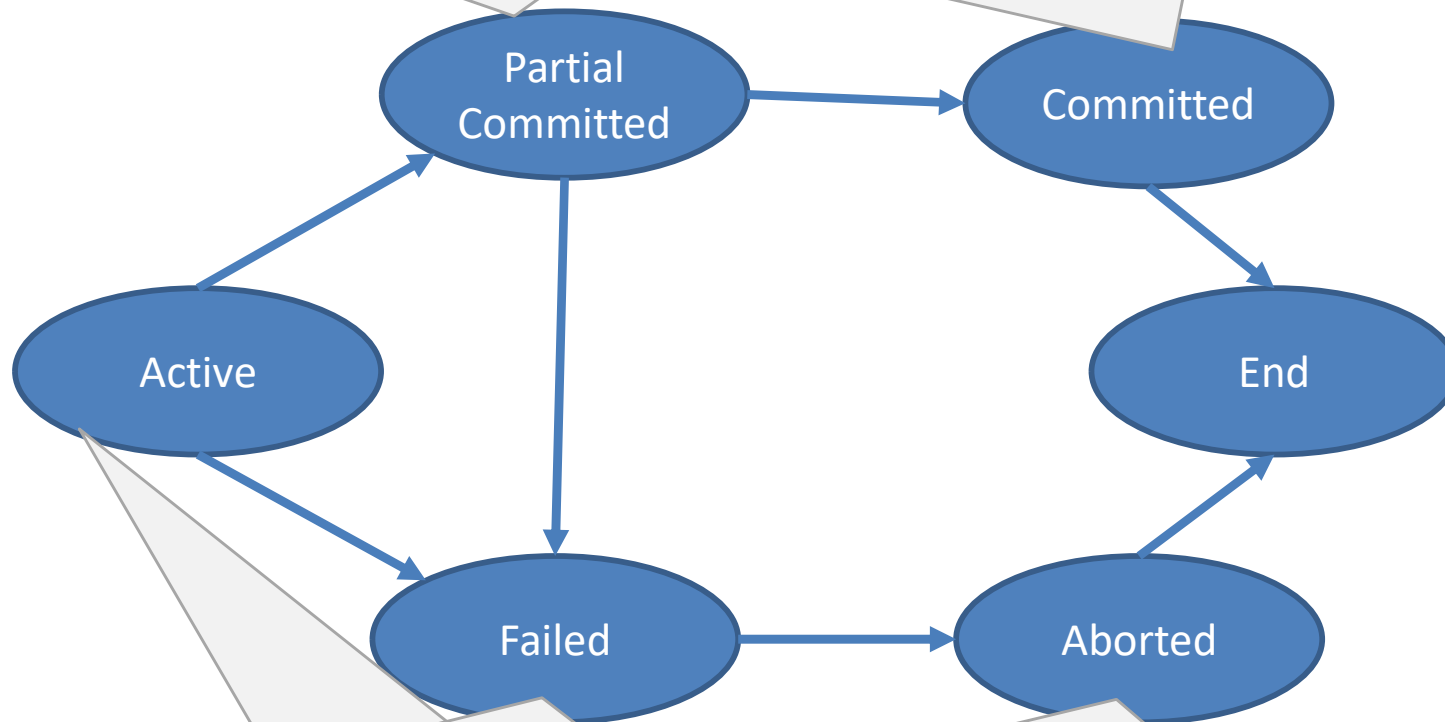 Partial
Committed
Committed
Active
End
Failed
Aborted